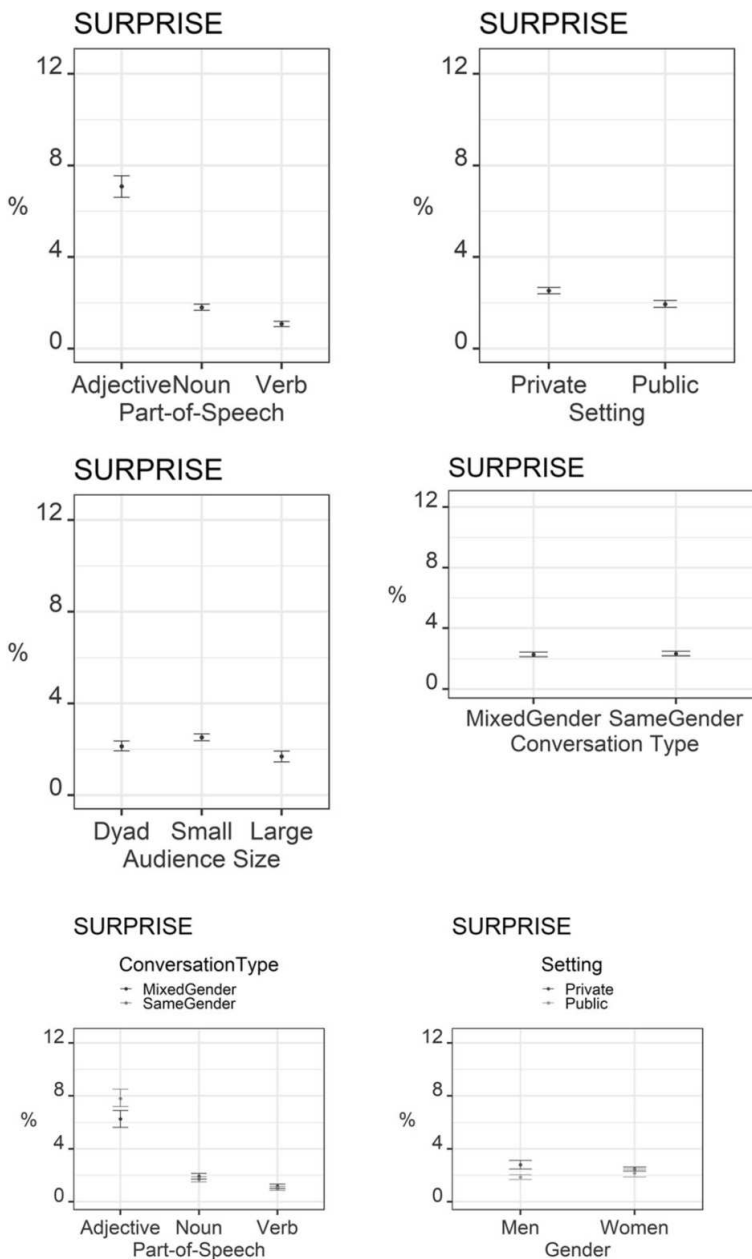 SURPRISE
12
8
%
4
0
Adjective Noun Verb
Part-of-Speech
SURPRISE
12
8
%
4
0
Private Public
Setting
SURPRISE
12
8
%
4
0
Dyad Small Large
Audience Size
SURPRISE
12
8
%
4
0
MixedGender SameGender
Conversation Type
SURPRISE
ConversationType
MixedGender
SameGender
12
8
%
4
0
Adjective Noun Verb
Part-of-Speech
SURPRISE
Setting
Private
Public
12
8
%
4
0
Men Women
Gender